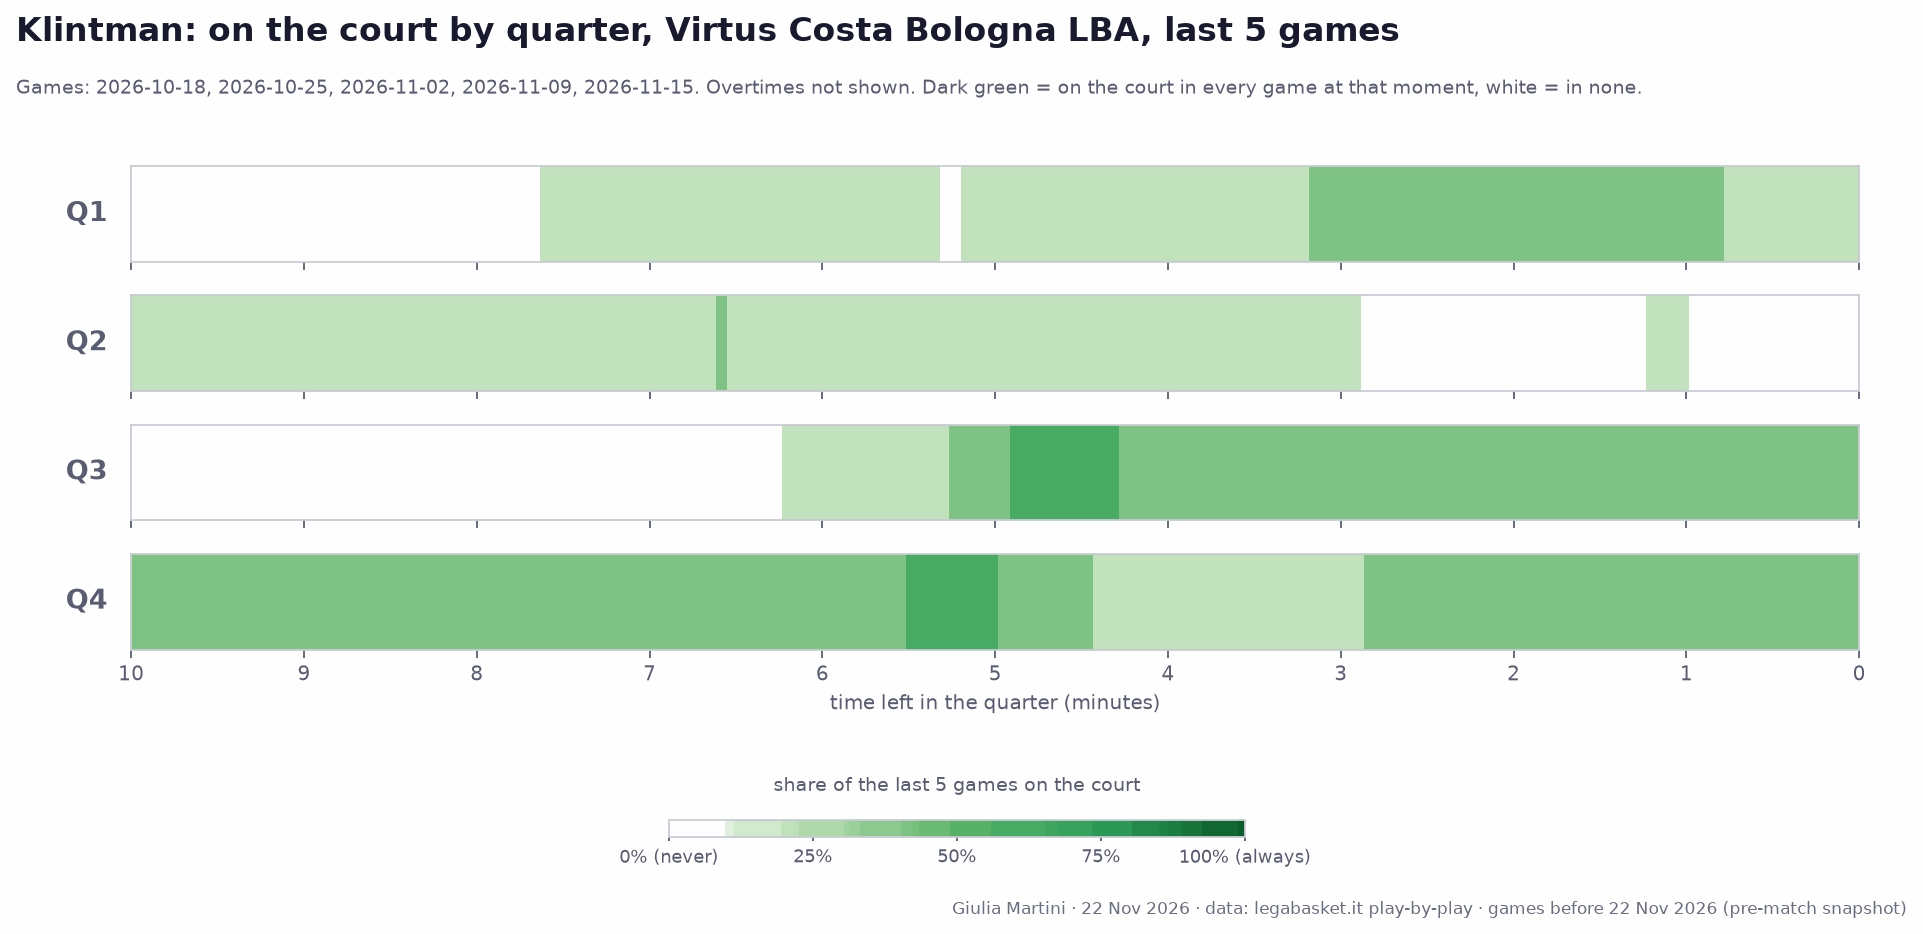 Klintman: on the court by quarter, Virtus Costa Bologna LBA, last 5 games
Games: 2026-10-18, 2026-10-25, 2026-11-02, 2026-11-09, 2026-11-15. Overtimes not shown. Dark green = on the court in every game at that moment, white = in none.
Q1
Q2
Q3
Q4
10 9 8 7 6 5 4 3 2 1 0
time left in the quarter (minutes)
share of the last 5 games on the court
0% (never) 25% 50% 75% 100% (always)
Giulia Martini · 22 Nov 2026 · data: legabasket.it play-by-play · games before 22 Nov 2026 (pre-match snapshot)